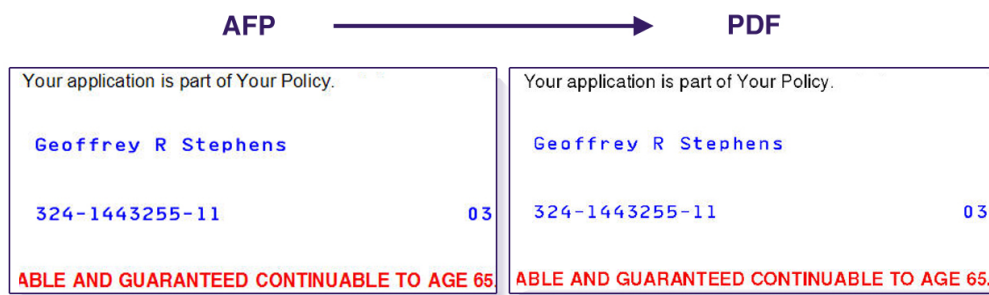 AFP PDF
Your application is part of Your Policy.
Geoffrey R Stephens
324-1443255-11 03
ABLE AND GUARANTEED CONTINUABLE TO AGE 65.
Your application is part of Your Policy.
Geoffrey R Stephens
324-1443255-11 03
ABLE AND GUARANTEED CONTINUABLE TO AGE 65.